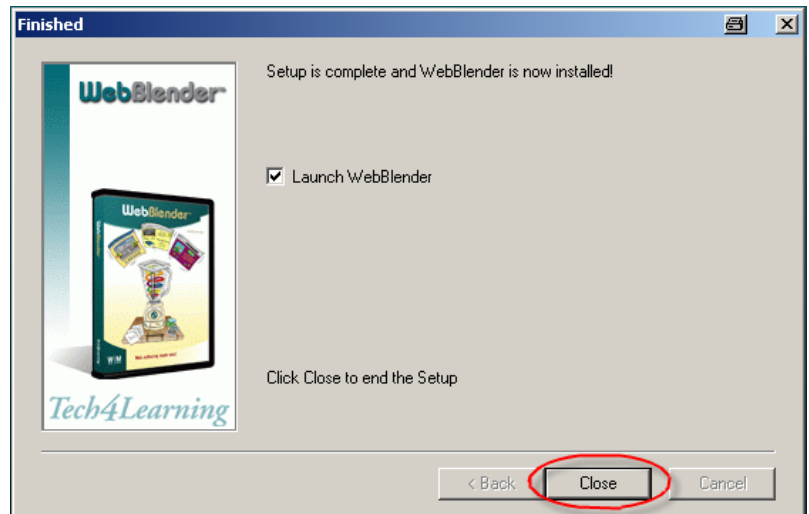 Finished
WebBlender™
Setup is complete and WebBlender is now installed!
Launch WebBlender
WebBlender
WebBlender
Click Close to end the Setup
Tech4Learning
< Back
Close
Cancel